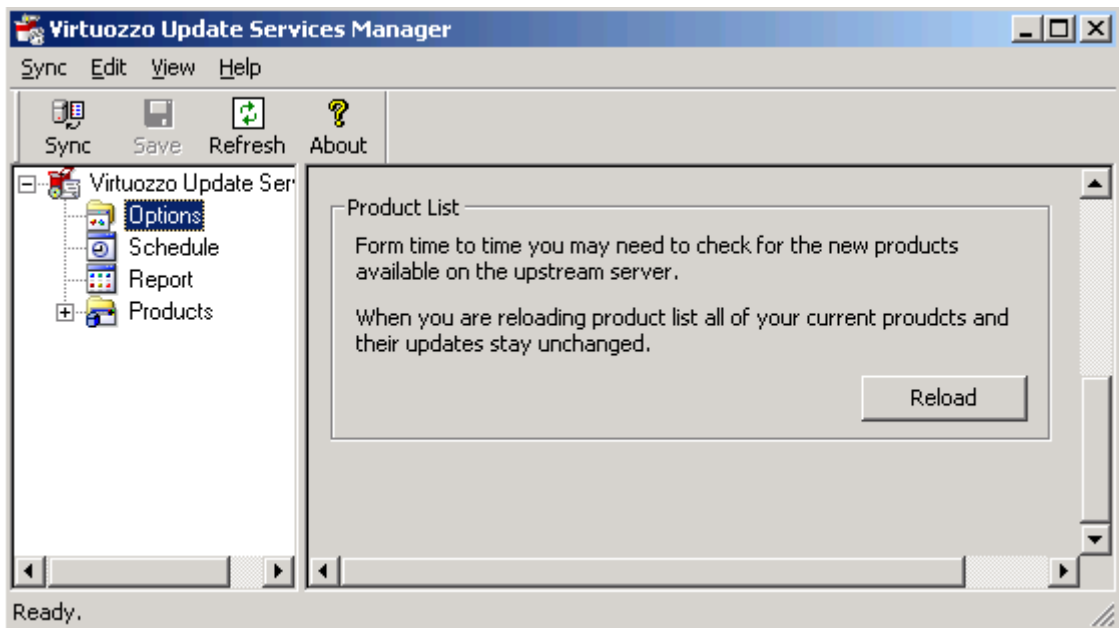 Virtuozzo Update Services Manager
Sync Edit View Help
Sync Save Refresh About
Virtuozzo Update Ser
Options
Schedule
Report
Products
Product List
Form time to time you may need to check for the new products
available on the upstream server.
When you are reloading product list all of your current proudcts and
their updates stay unchanged.
Reload
Ready.